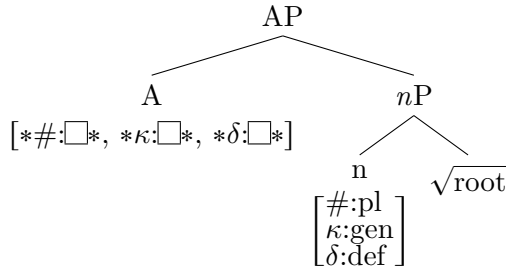 AP
A nP
[*#:□*, *κ:□*, *δ:□*]
n √root
#:pl
κ:gen
δ:def